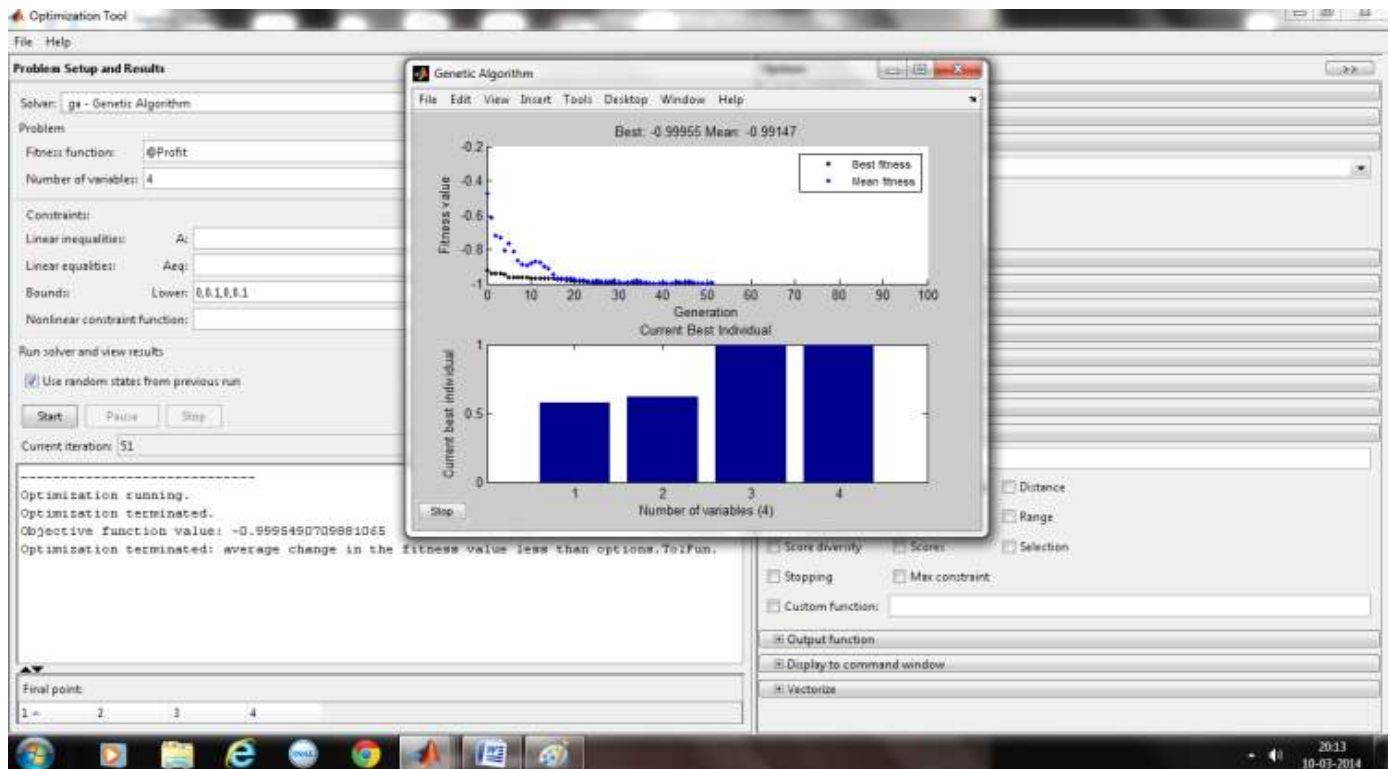 Optimization Tool
File Help
Problem Setup and Results
>>
Solver: ga - Genetic Algorithm
Problem
Fitness function: @Profit
Number of variables: 4
Constraints:
Linear inequalities: A:
Linear equalities: Aeq:
Bounds: Lower: 0,0.1,0,0.1
Nonlinear constraint function:
Run solver and view results
Use random states from previous run
Start Pause Stop
Current iteration: 51
Optimization running.
Optimization terminated.
Objective function value: -0.9995490709881065
Optimization terminated: average change in the fitness value less than options.TolFun.
Final point:
1 2 3 4
Genetic Algorithm
File Edit View Insert Tools Desktop Window Help
Best: -0.99955 Mean: -0.99147
-0.2
-0.4
-0.6
-0.8
-1
Fitness value
Best fitness
Mean fitness
0 10 20 30 40 50 60 70 80 90 100
Generation
Current Best Individual
1
0.5
0
Current best individual
1 2 3 4
Number of variables (4)
Stop
Distance
Range
Score diversity Scores Selection
Stopping Max constraint
Custom function:
Output function
Display to command window
Vectorize
20:13
10-03-2014